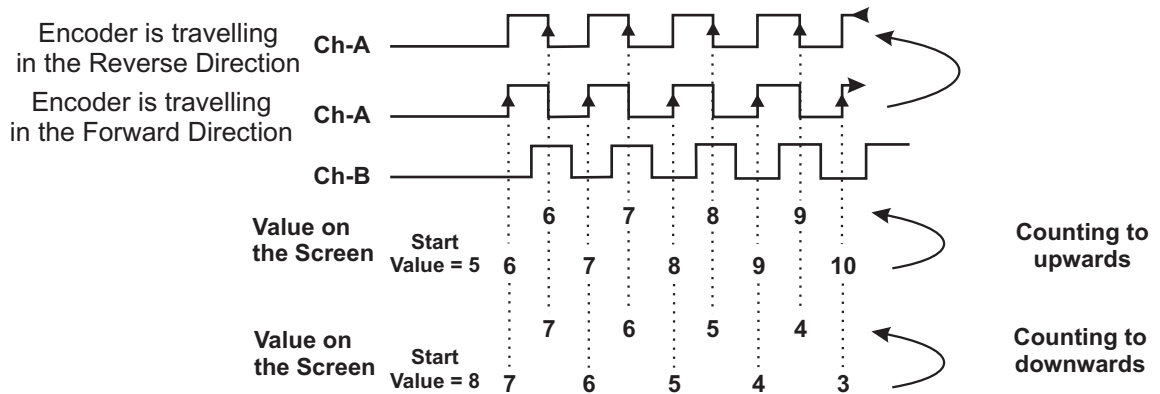 Encoder is travelling
in the Reverse Direction
Ch-A
Encoder is travelling
in the Forward Direction
Ch-A
Ch-B
6 7 8 9
Value on
the Screen
Start
Value = 5
6 7 8 9 10
Counting to
upwards
7 6 5 4
Value on
the Screen
Start
Value = 8
7 6 5 4 3
Counting to
downwards